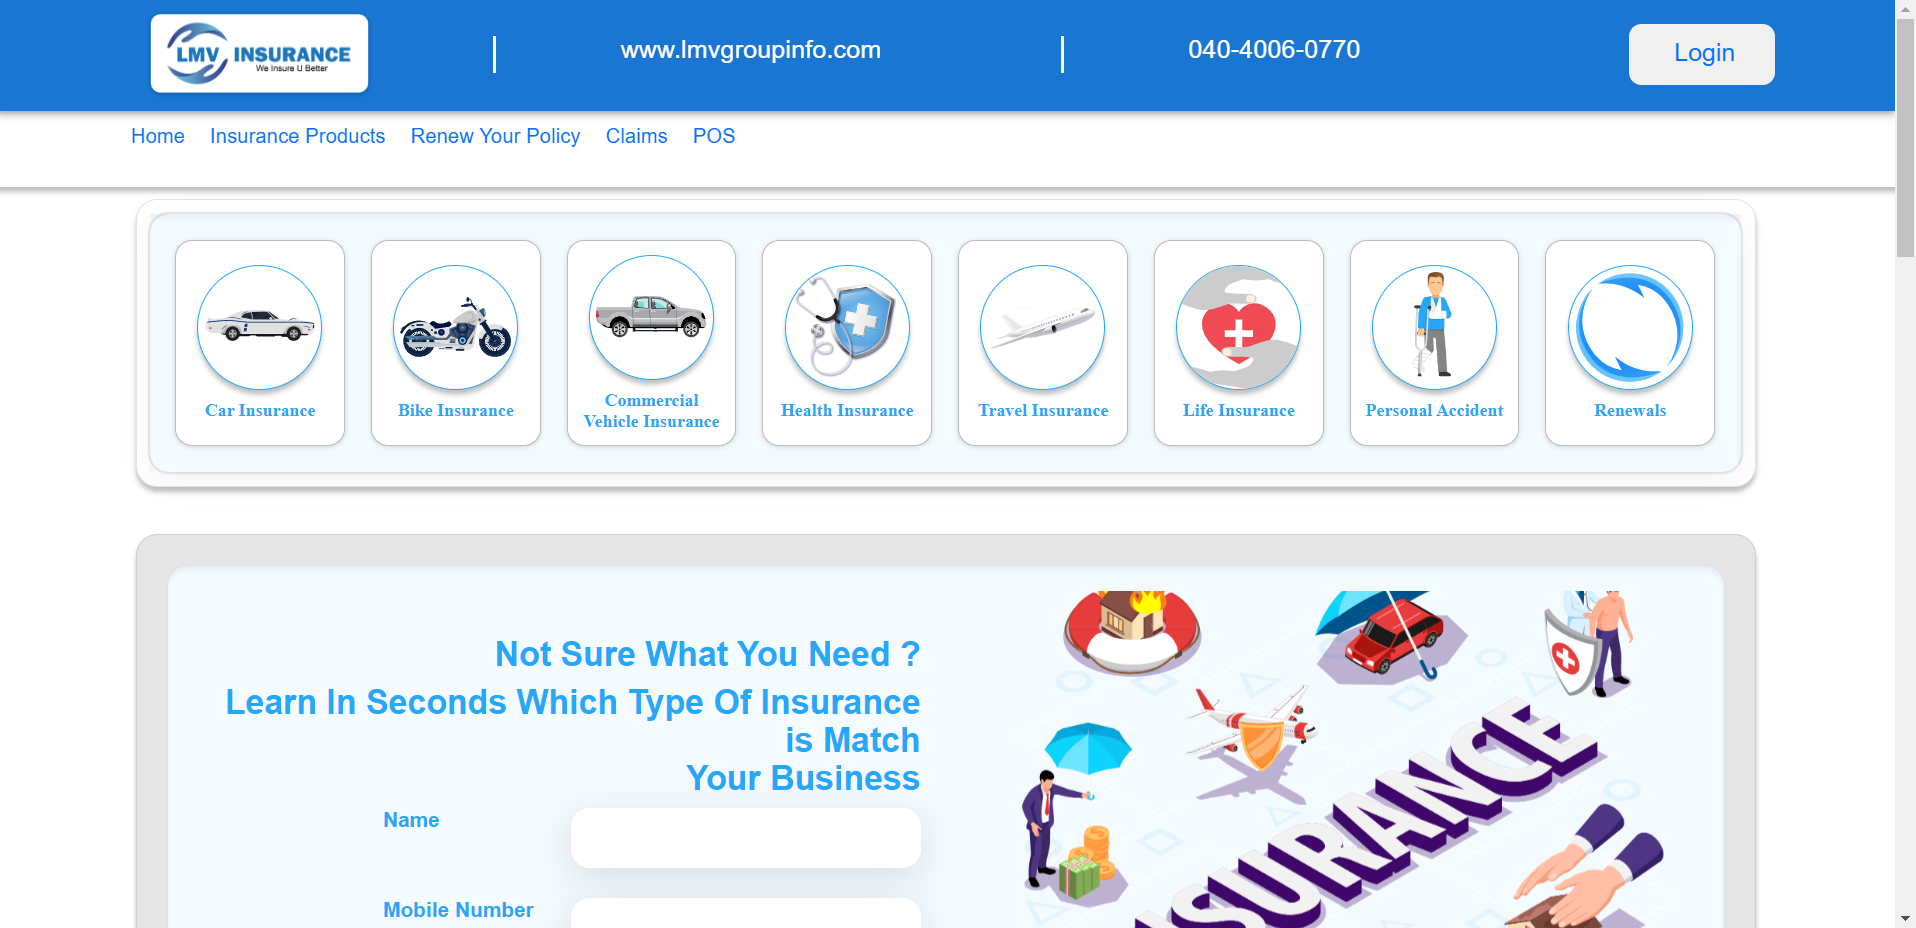 LMV INSURANCE
We Insure U Better
www.lmvgroupinfo.com
040-4006-0770
Login
Home
Insurance Products
Renew Your Policy
Claims
POS
Car Insurance
Bike Insurance
Commercial
Vehicle Insurance
Health Insurance
Travel Insurance
Life Insurance
Personal Accident
Renewals
Not Sure What You Need ?
Learn In Seconds Which Type Of Insurance
is Match
Your Business
Name
Mobile Number
INSURANCE